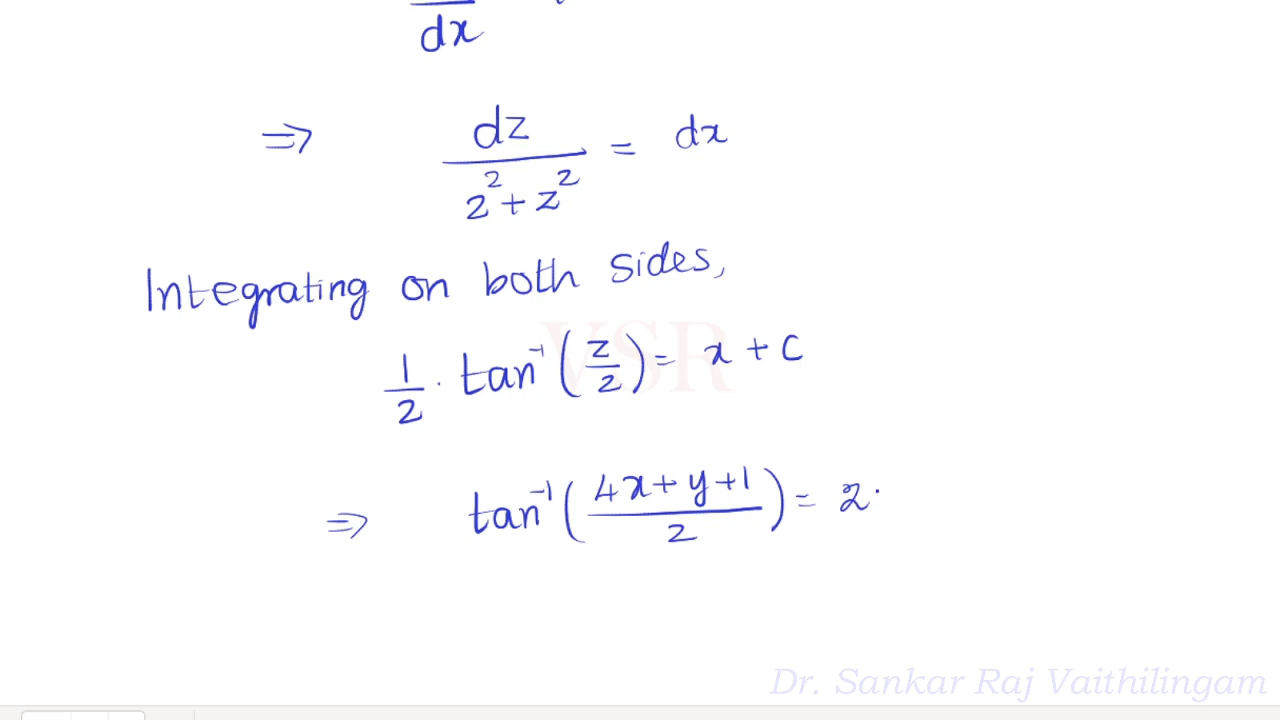 dx
⇒ dz / (2² + z²) = dx
Integrating on both sides,
VSR
1/2 · tan⁻¹(z/2) = x + c
⇒ tan⁻¹((4x + y + 1)/2) = 2·
Dr. Sankar Raj Vaithilingam